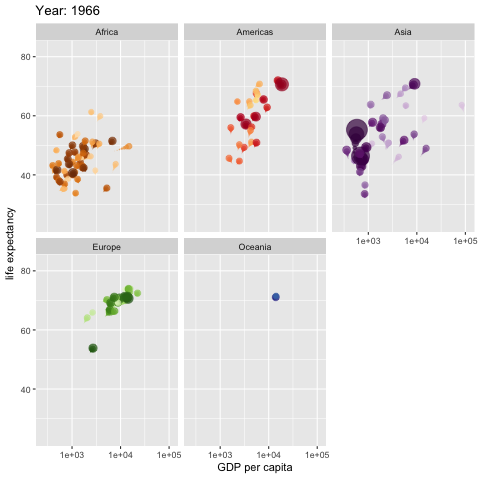 Year: 1966
Africa
Americas
Asia
80
60
40
1e+03 1e+04 1e+05
Europe
Oceania
80
60
40
1e+03 1e+04 1e+05
1e+03 1e+04 1e+05
GDP per capita
life expectancy